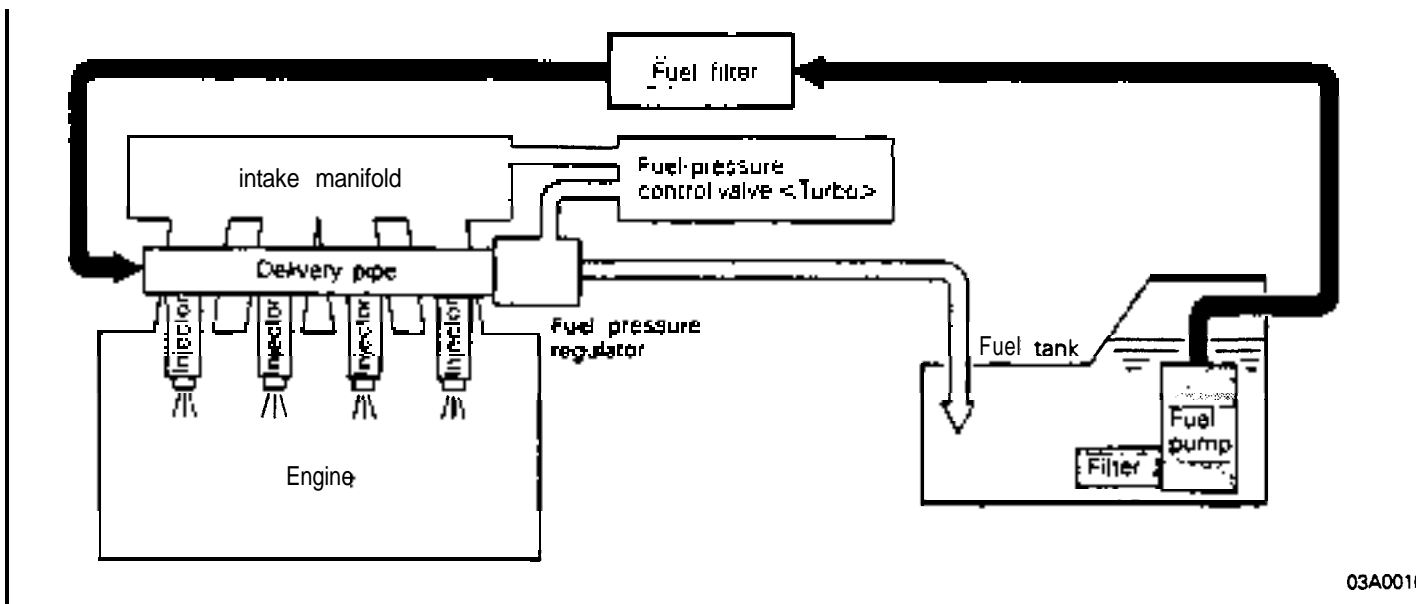 Fuel filter
intake manifold
Fuel-pressure
control valve <Turbo>
Delivery pipe
Injector
Injector
Injector
Injector
Fuel pressure
regulator
Fuel tank
Fuel
pump
Filter
Engine